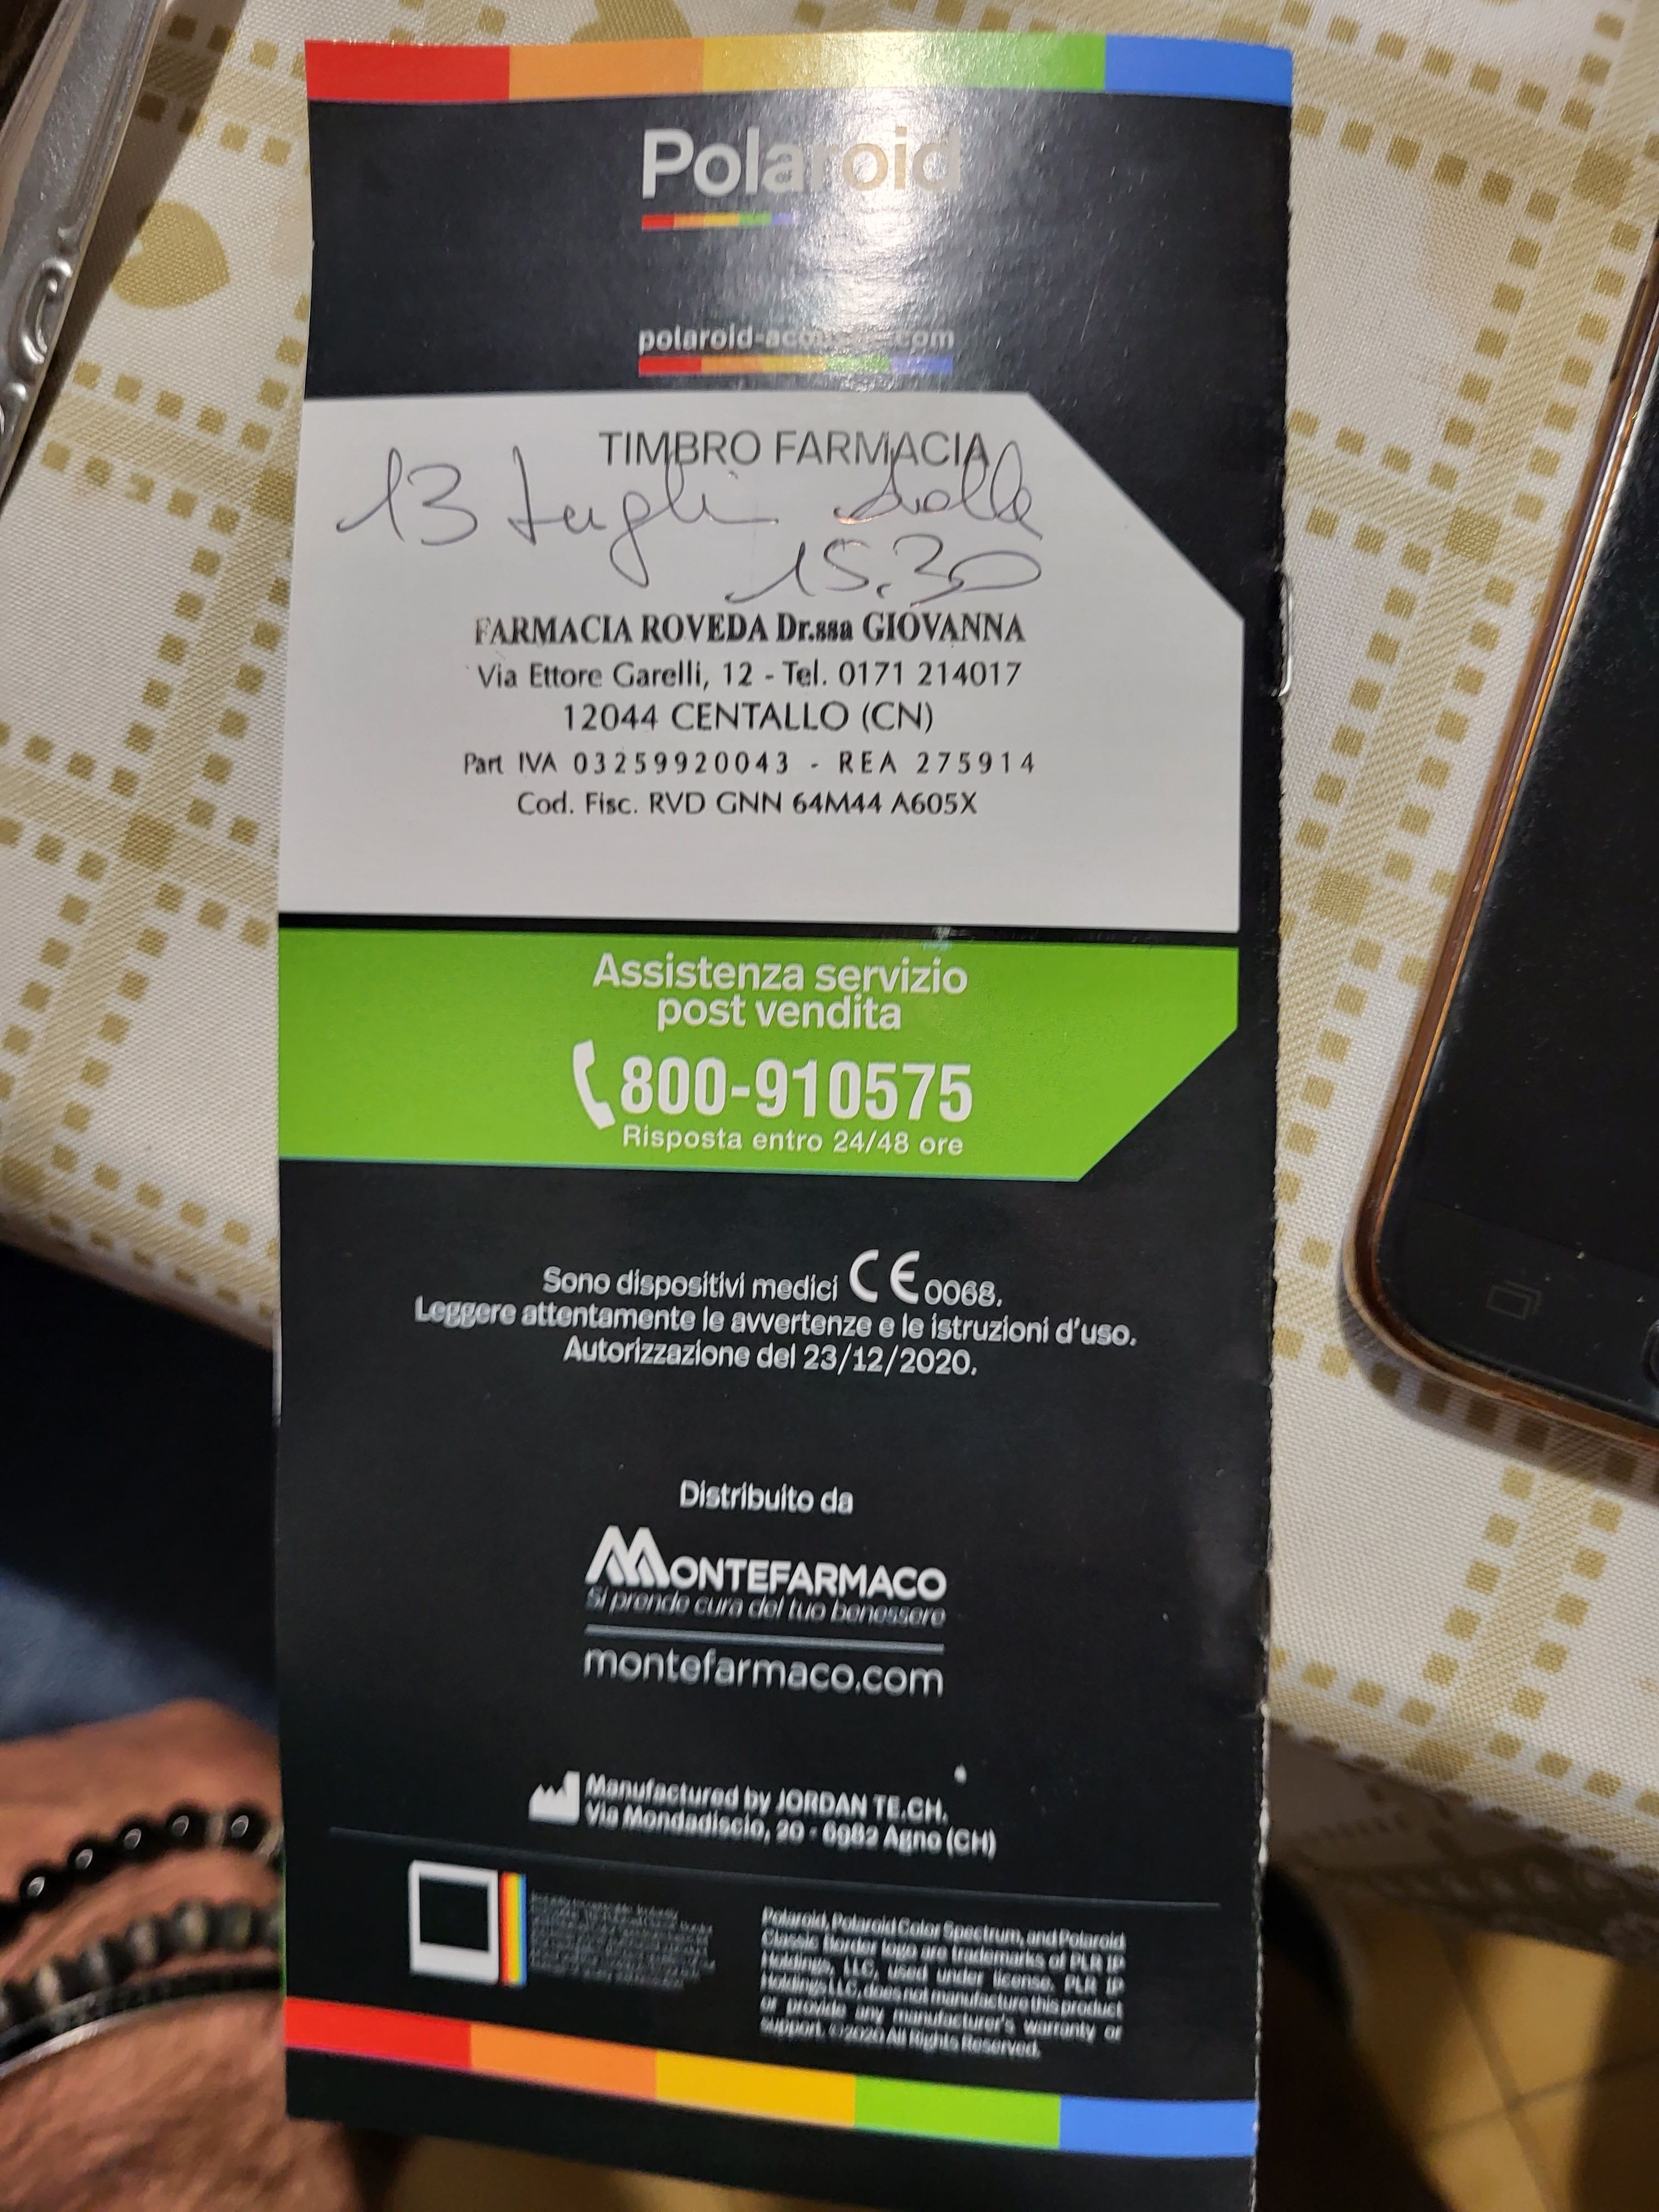 Polaroid
TIMBRO FARMACIA
13 Lugli dalle
15.30
FARMACIA ROVEDA Dr.ssa GIOVANNA
Via Ettore Garelli, 12 - Tel. 0171 214017
12044 CENTALLO (CN)
Part IVA 03259920043 - REA 275914
Cod. Fisc. RVD GNN 64M44 A605X
Assistenza servizio
post vendita
800-910575
Risposta entro 24/48 ore
Sono dispositivi medici CE 0068.
Leggere attentamente le avvertenze e le istruzioni d'uso.
Autorizzazione del 23/12/2020.
Distribuito da
MONTEFARMACO
Si prende cura del tuo benessere
montefarmaco.com
Manufactured by JORDAN TE.CH.
Via Mondadiscio, 20 - 6982 Agno (CH)
Polaroid, Polaroid Color Spectrum, and Polaroid
Classic Border logo are trademarks of PLR IP
Holdings, LLC, used under license. PLR IP
Holding LLC, does not manufacture this product
or provide any manufacturer's warranty or
support. ©2020 All Rights Reserved.